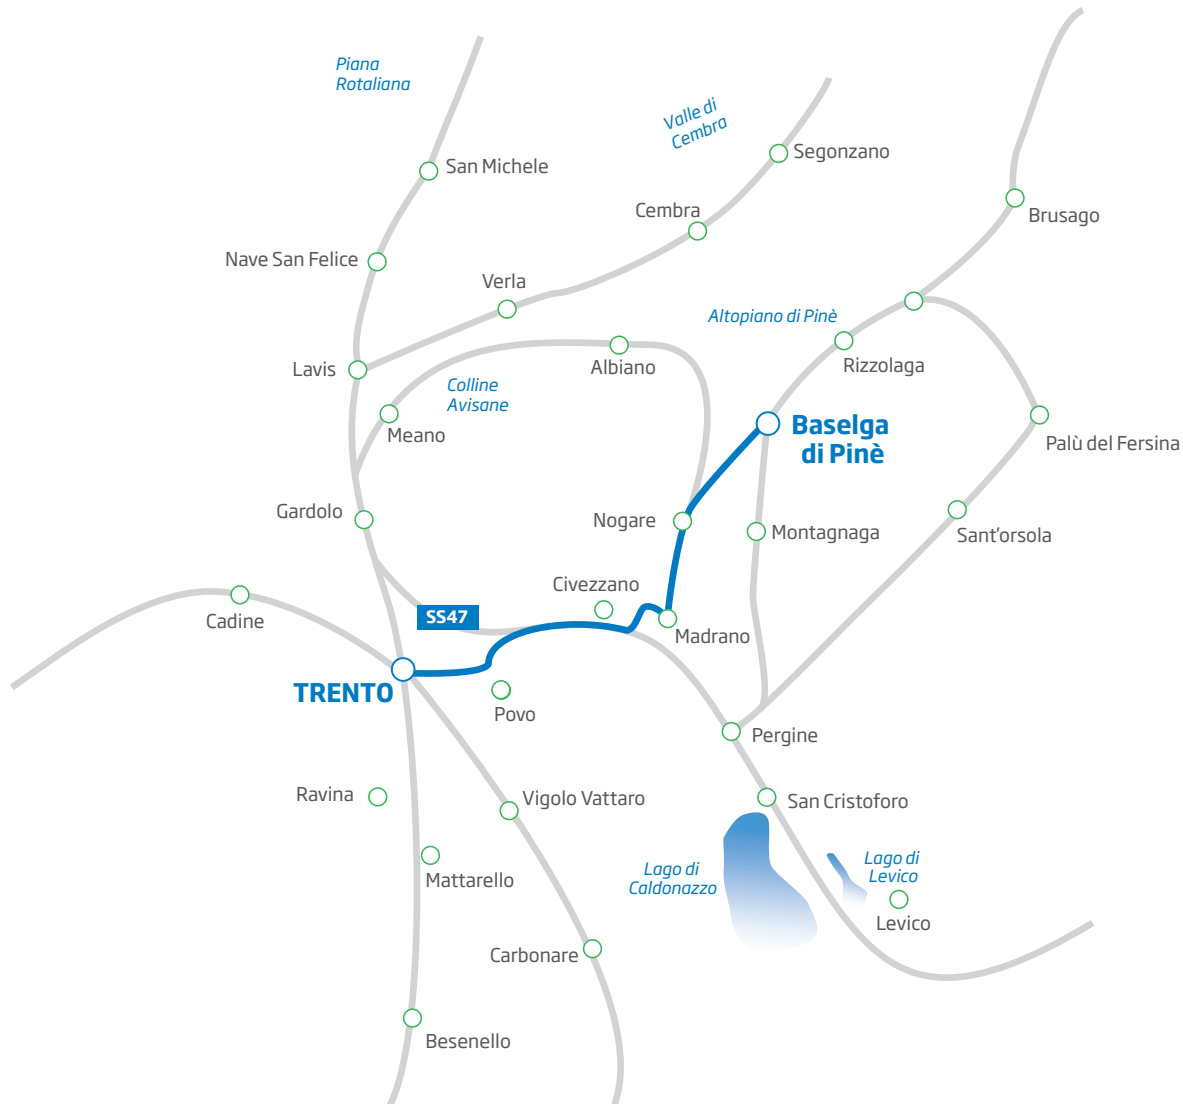 Piana
Rotaliana
Valle di
Cembra
San Michele
Segonzano
Cembra
Brusago
Nave San Felice
Verla
Altopiano di Pinè
Lavis
Albiano
Rizzolaga
Colline
Avisane
Meano
Baselga
di Pinè
Palù del Fersina
Gardolo
Nogare
Montagnaga
Sant'orsola
Civezzano
Cadine
SS47
Madrano
TRENTO
Povo
Pergine
Ravina
Vigolo Vattaro
San Cristoforo
Mattarello
Lago di
Caldonazzo
Lago di
Levico
Levico
Carbonare
Besenello